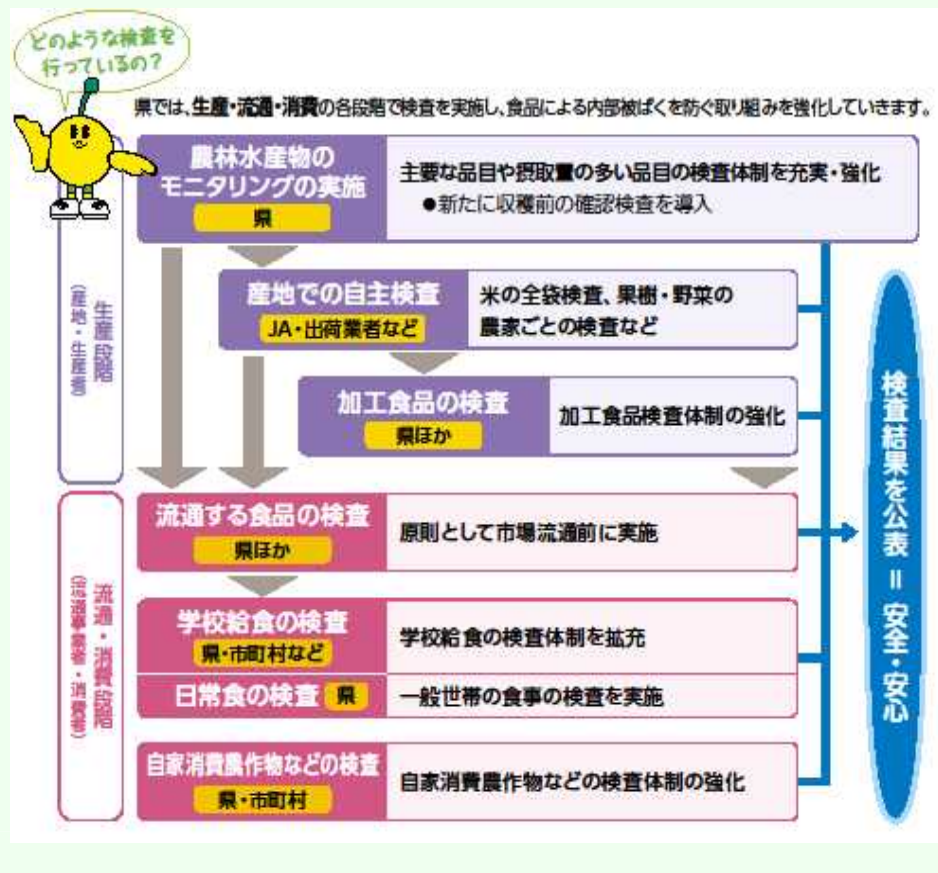 どのような検査を
行っているの？
県では、生産・流通・消費の各段階で検査を実施し、食品による内部被ばくを防ぐ取り組みを強化していきます。
生産段階
(産地・生産者)
農林水産物の
モニタリングの実施
県
主要な品目や摂取量の多い品目の検査体制を充実・強化
●新たに収穫前の確認検査を導入
産地での自主検査
JA・出荷業者など
米の全袋検査、果樹・野菜の
農家ごとの検査など
加工食品の検査
県ほか
加工食品検査体制の強化
流通・消費段階
(流通事業者・消費者)
流通する食品の検査
県ほか
原則として市場流通前に実施
学校給食の検査
県・市町村など
学校給食の検査体制を拡充
日常食の検査 県
一般世帯の食事の検査を実施
自家消費農作物などの検査
県・市町村
自家消費農作物などの検査体制の強化
検査結果を公表＝安全・安心